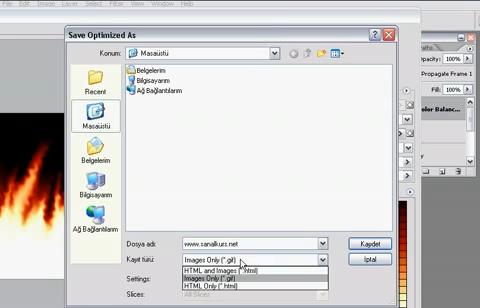 File Edit Image Layer Select Filter View Window Help
Save Optimized As
Konum: Masaüstü
Recent
Masaüstü
Belgelerim
Bilgisayarım
Ağ Bağlantılarım
Belgelerim
Bilgisayarım
Ağ Bağlantılarım
Dosya adı: www.sanalkurs.net Kaydet
Kayıt türü: Images Only (*.gif) İptal
HTML and Images (*.html)
Images Only (*.gif)
HTML Only (*.html)
Settings:
Slices: All Slices
Paths
Opacity: 100%
Propagate Frame 1
Fill: 100%
olor Balanc...